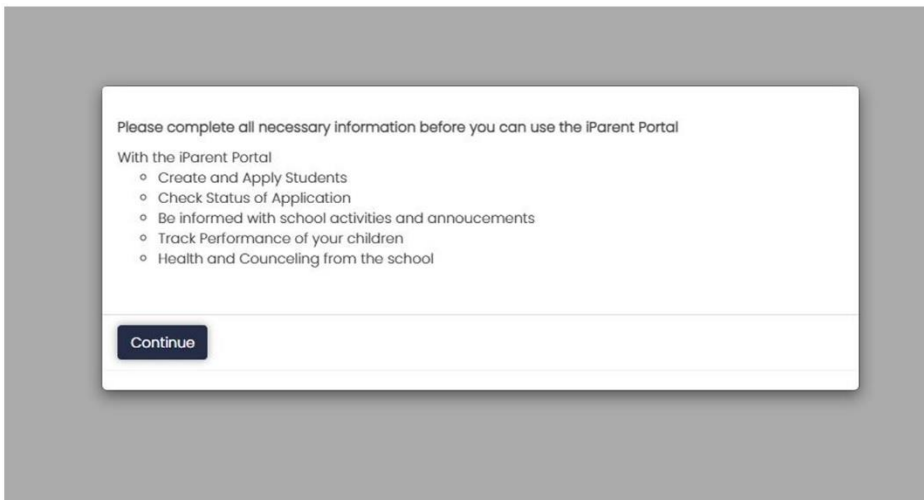 Please complete all necessary information before you can use the iParent Portal
With the iParent Portal
Create and Apply Students
Check Status of Application
Be informed with school activities and annoucements
Track Performance of your children
Health and Counceling from the school
Continue